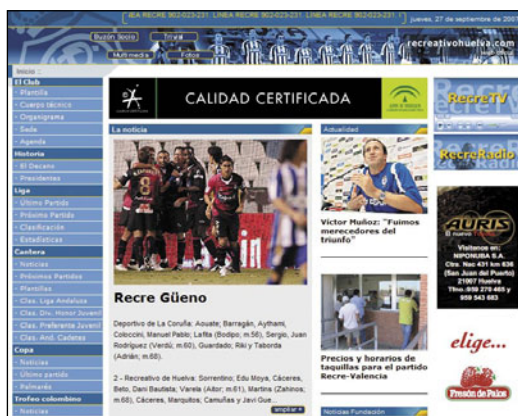 IEA RECRE 902-023-231. LINEA RECRE 902-023-231. LINEA RECRE 902-023-231.
jueves, 27 de septiembre de 2007
Buzón Socio
Trivial
Multimedia
Fotos
recreativohuelva.com
Inicio ::
El Club
- Plantilla
- Cuerpo técnico
- Organigrama
- Sede
- Agenda
Historia
- El Decano
- Presidentes
Liga
- Último Partido
- Próximo Partido
- Clasificación
- Estadísticas
Cantera
- Noticias
- Próximos Partidos
- Plantillas
- Clas. Liga Andaluza
- Clas. Div. Honor Juvenil
- Clas. Preferente Juvenil
- Clas. And. Cadetes
Copa
- Noticias
- Último partido
- Palmarés
Trofeo colombino
- Noticias
CALIDAD CERTIFICADA
La noticia
Recre Güeno
Deportivo de La Coruña: Aouate; Barragán, Aythami,
Coloccini, Manuel Pablo; Lafita (Bodipo, m.56), Sergio, Juan
Rodríguez (Verdú; m.60), Guardado; Riki y Taborda
(Adrián; m.68).
2 - Recreativo de Huelva: Sorrentino; Edu Moya, Cáceres,
Beto, Dani Bautista; Varela (Aitor; m.61), Martins (Zahinos;
m.66), Cáceres, Marquitos; Camuñas y Javi Gue...
ampliar +
Actualidad
Víctor Muñoz: "Fuimos
merecedores del
triunfo"
Precios y horarios de
taquillas para el partido
Recre-Valencia
Noticias Fundación
RecreTV
RecreRadio
AURIS
El nuevo
Visítenos en:
NIPONUBA S.A.
Ctra. Nac 431 km 636
(San Juan del Puerto)
21007 Huelva
Tfno.:959 270 465 y
959 543 683
elige...
Fresón de Palos